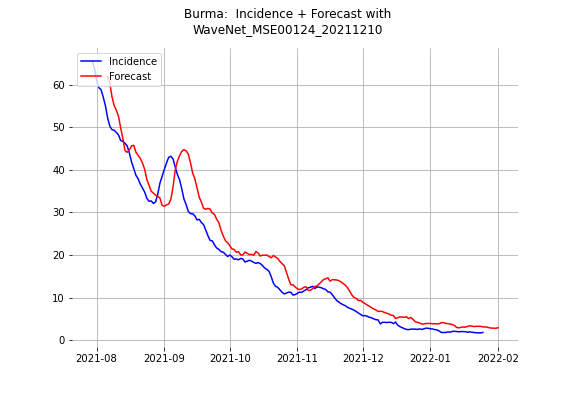 Burma:  Incidence + Forecast with
WaveNet_MSE00124_20211210
Incidence
Forecast
60
50
40
30
20
10
0
2021-08 2021-09 2021-10 2021-11 2021-12 2022-01 2022-02